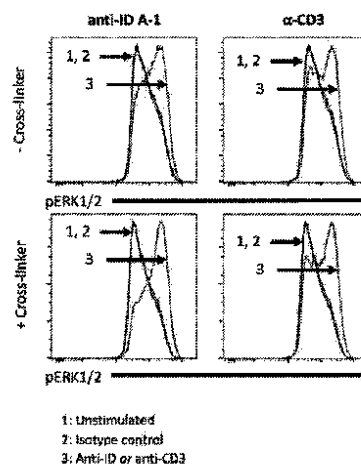 anti-ID A-1
α-CD3
- Cross-linker
1, 2
3
1, 2
3
pERK1/2
+ Cross-linker
1, 2
3
1, 2
3
pERK1/2
1: Unstimulated
2: Isotype control
3: Anti-ID or anti-CD3